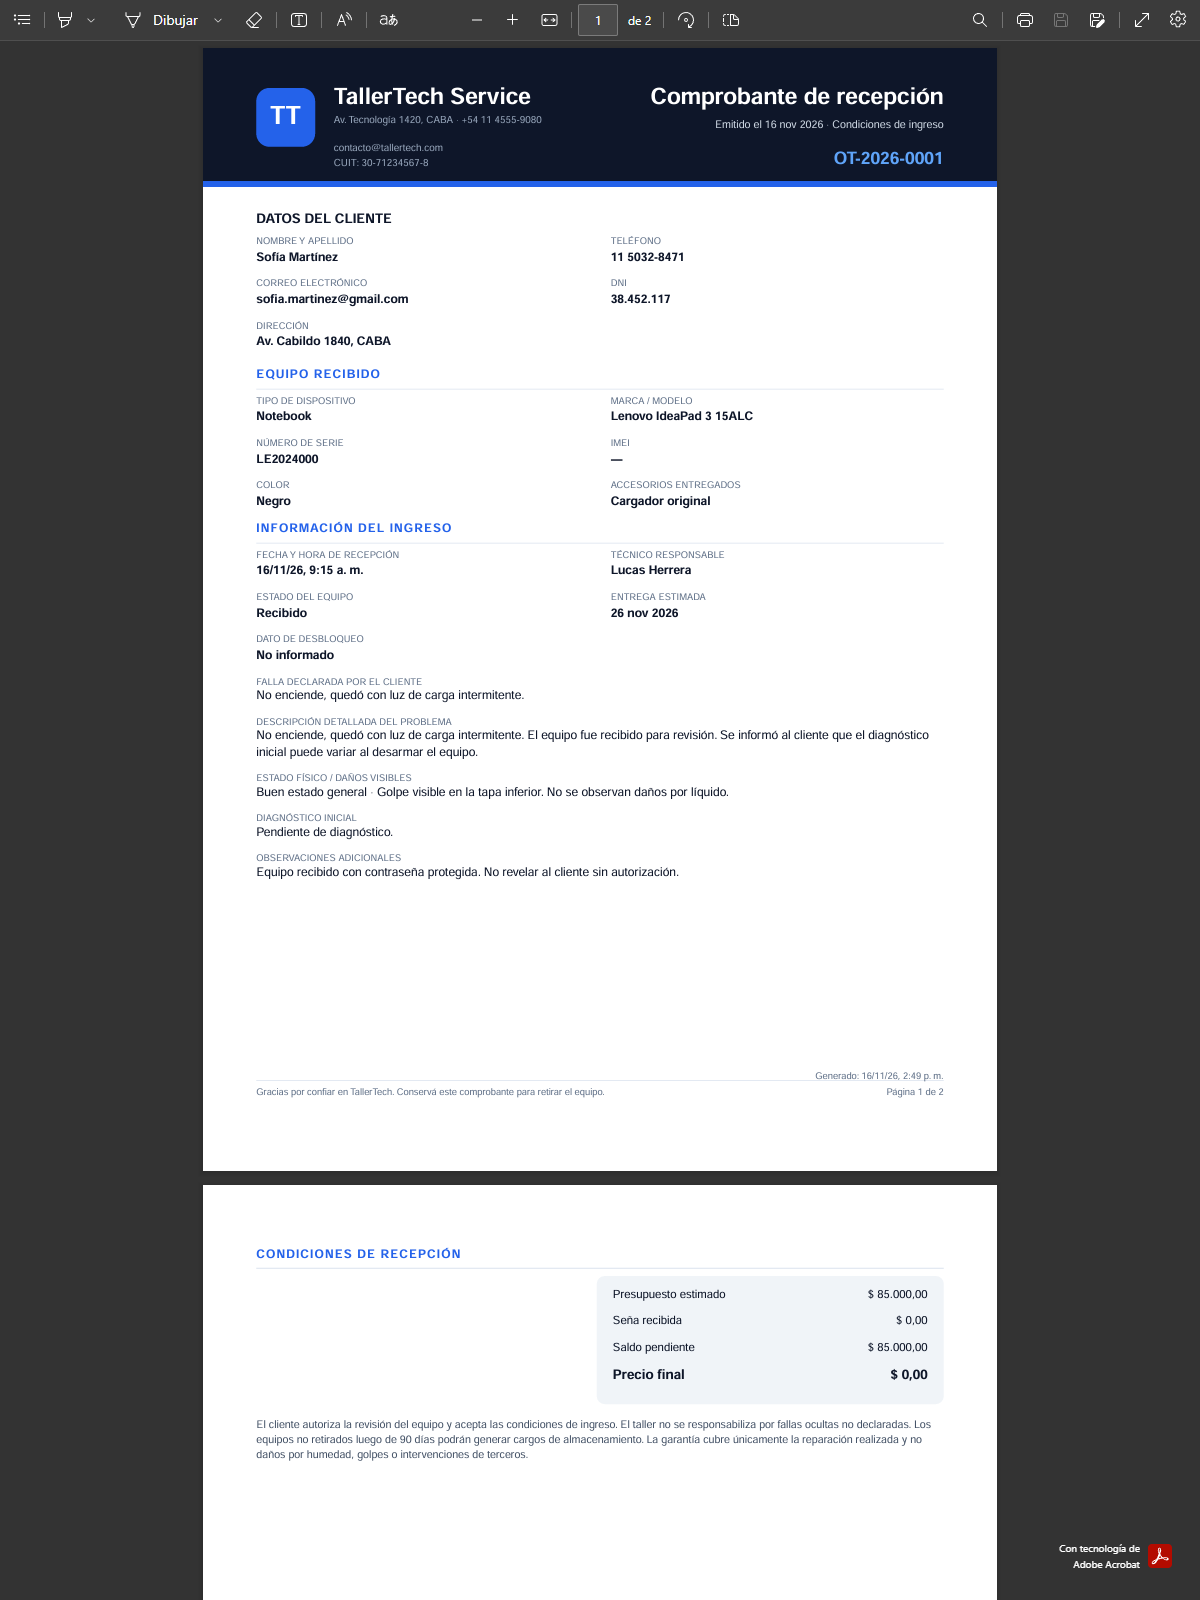 Dibujar
1
de 2
TT
TallerTech Service
Av. Tecnología 1420, CABA · +54 11 4555-9080
contacto@tallertech.com
CUIT: 30-71234567-8
Comprobante de recepción
Emitido el 16 nov 2026 · Condiciones de ingreso
OT-2026-0001
DATOS DEL CLIENTE
NOMBRE Y APELLIDO
Sofía Martínez
TELÉFONO
11 5032-8471
CORREO ELECTRÓNICO
sofia.martinez@gmail.com
DNI
38.452.117
DIRECCIÓN
Av. Cabildo 1840, CABA
EQUIPO RECIBIDO
TIPO DE DISPOSITIVO
Notebook
MARCA / MODELO
Lenovo IdeaPad 3 15ALC
NÚMERO DE SERIE
LE2024000
IMEI
—
COLOR
Negro
ACCESORIOS ENTREGADOS
Cargador original
INFORMACIÓN DEL INGRESO
FECHA Y HORA DE RECEPCIÓN
16/11/26, 9:15 a. m.
TÉCNICO RESPONSABLE
Lucas Herrera
ESTADO DEL EQUIPO
Recibido
ENTREGA ESTIMADA
26 nov 2026
DATO DE DESBLOQUEO
No informado
FALLA DECLARADA POR EL CLIENTE
No enciende, quedó con luz de carga intermitente.
DESCRIPCIÓN DETALLADA DEL PROBLEMA
No enciende, quedó con luz de carga intermitente. El equipo fue recibido para revisión. Se informó al cliente que el diagnóstico
inicial puede variar al desarmar el equipo.
ESTADO FÍSICO / DAÑOS VISIBLES
Buen estado general · Golpe visible en la tapa inferior. No se observan daños por líquido.
DIAGNÓSTICO INICIAL
Pendiente de diagnóstico.
OBSERVACIONES ADICIONALES
Equipo recibido con contraseña protegida. No revelar al cliente sin autorización.
Generado: 16/11/26, 2:49 p. m.
Gracias por confiar en TallerTech. Conservá este comprobante para retirar el equipo.
Página 1 de 2
CONDICIONES DE RECEPCIÓN
Presupuesto estimado $ 85.000,00
Seña recibida $ 0,00
Saldo pendiente $ 85.000,00
Precio final $ 0,00
El cliente autoriza la revisión del equipo y acepta las condiciones de ingreso. El taller no se responsabiliza por fallas ocultas no declaradas. Los
equipos no retirados luego de 90 días podrán generar cargos de almacenamiento. La garantía cubre únicamente la reparación realizada y no
daños por humedad, golpes o intervenciones de terceros.
Con tecnología de
Adobe Acrobat